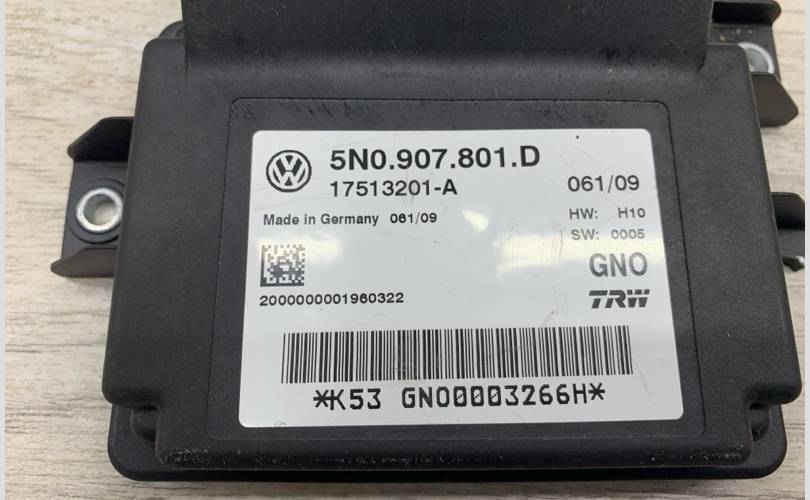 5N0.907.801.D
17513201-A
061/09
Made in Germany 061/09
HW: H10
SW: 0005
GNO
2000000001960322
TRW
*K53 GNO00003266H*